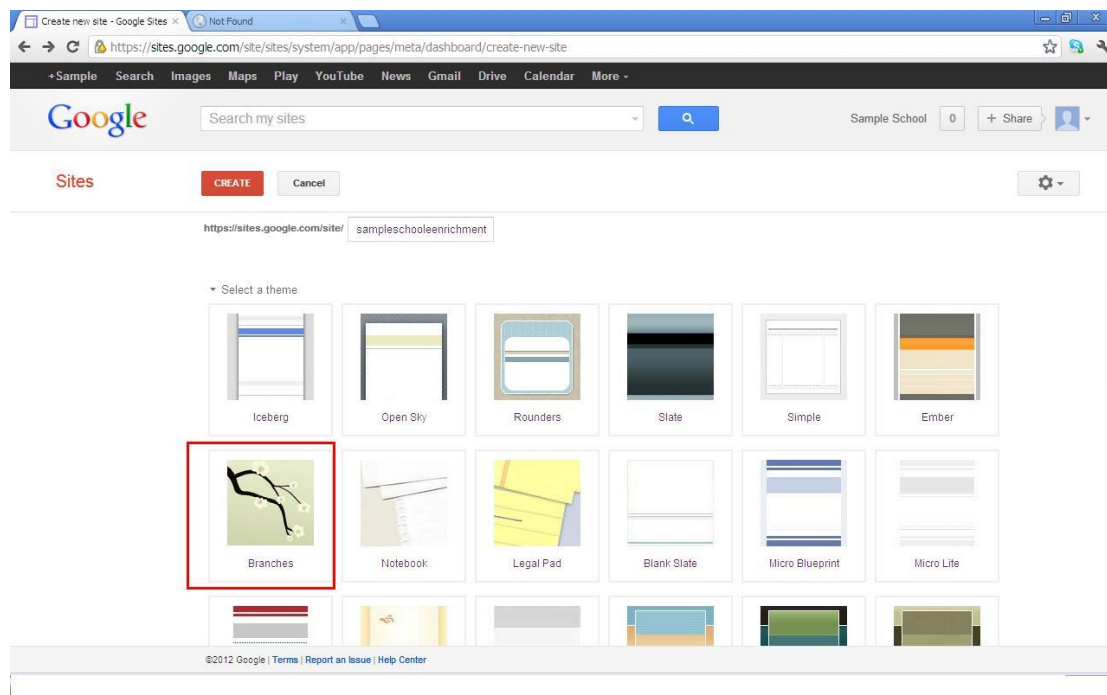 Create new site - Google Sites × Not Found ×
https://sites.google.com/site/sites/system/app/pages/meta/dashboard/create-new-site
+Sample Search Images Maps Play YouTube News Gmail Drive Calendar More
Google Search my sites Sample School 0 + Share
Sites CREATE Cancel
https://sites.google.com/site/ sampleschooleenrichment
Select a theme
Iceberg Open Sky Rounders Slate Simple Ember
Branches Notebook Legal Pad Blank Slate Micro Blueprint Micro Lite
©2012 Google | Terms | Report an Issue | Help Center